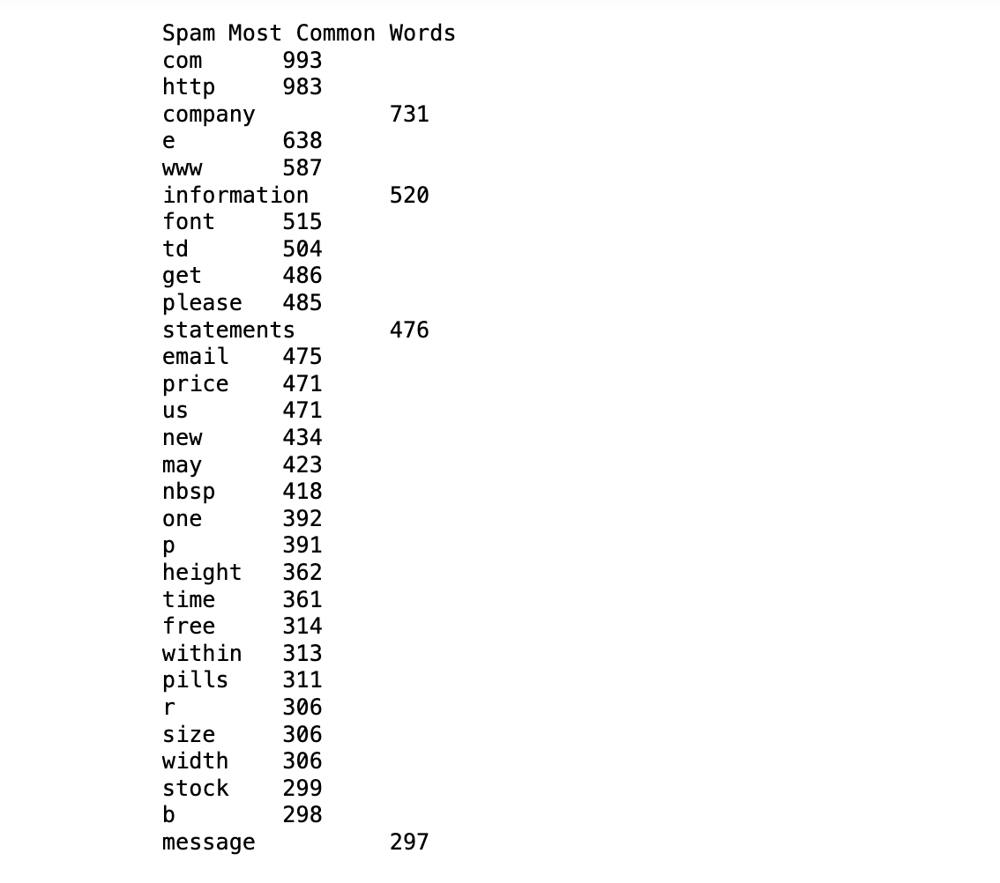 Spam Most Common Words
com 993
http 983
company 731
e 638
www 587
information 520
font 515
td 504
get 486
please 485
statements 476
email 475
price 471
us 471
new 434
may 423
nbsp 418
one 392
p 391
height 362
time 361
free 314
within 313
pills 311
r 306
size 306
width 306
stock 299
b 298
message 297